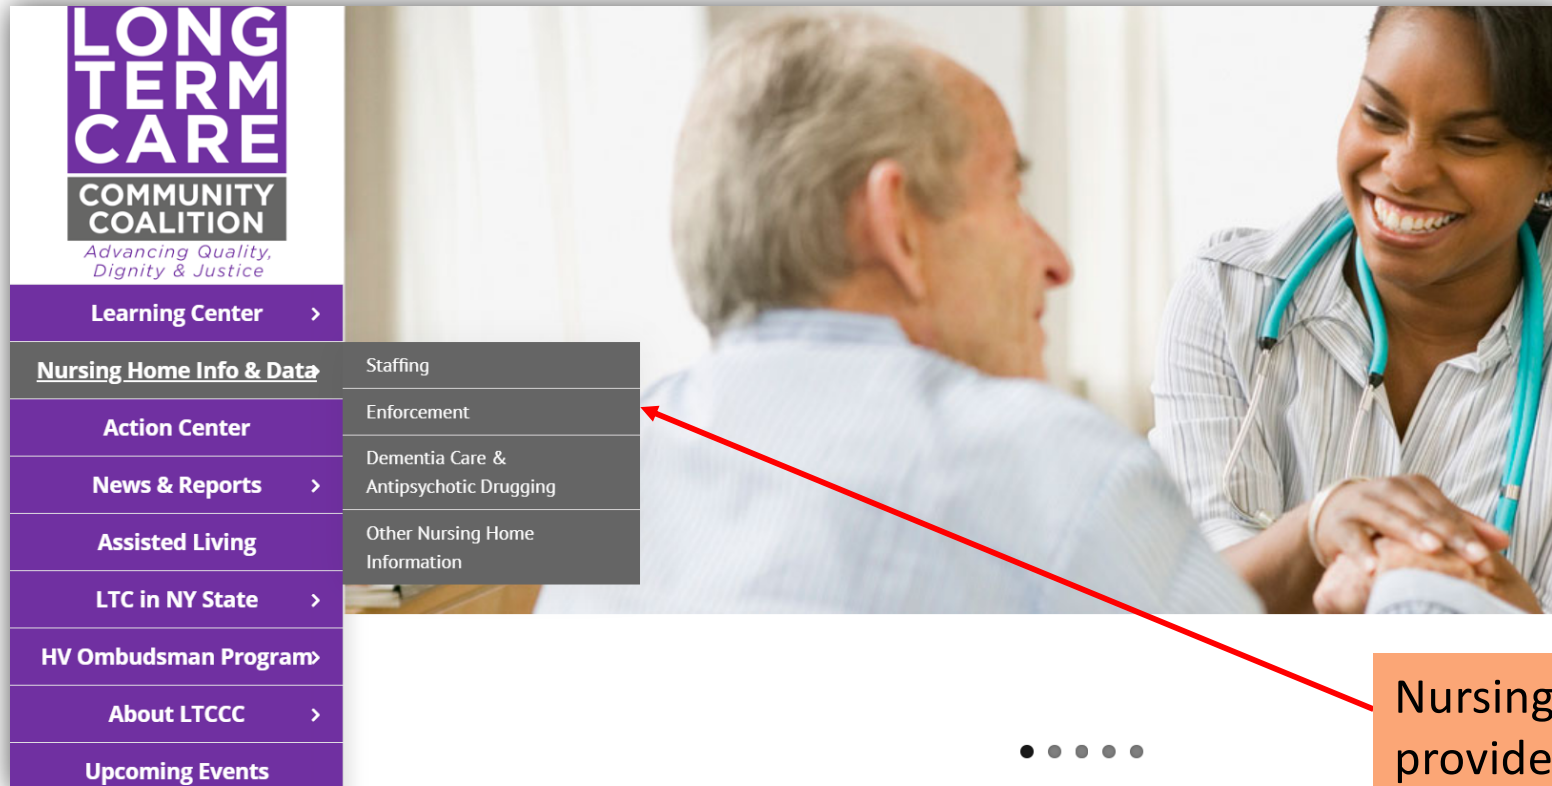 LONG
TERM
CARE
COMMUNITY
COALITION
Advancing Quality,
Dignity & Justice
Learning Center
Nursing Home Info & Data
Staffing
Enforcement
Dementia Care &
Antipsychotic Drugging
Other Nursing Home
Information
Action Center
News & Reports
Assisted Living
LTC in NY State
HV Ombudsman Program
About LTCCC
Upcoming Events
Nursing
provide